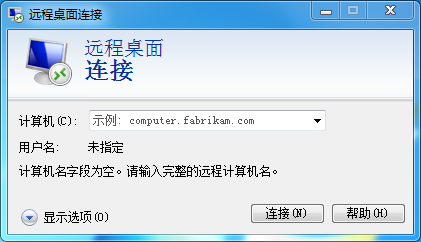 远程桌面连接
远程桌面
连接
计算机(C): 示例: computer.fabrikam.com
用户名: 未指定
计算机名字段为空。请输入完整的远程计算机名。
显示选项(O) 连接(N) 帮助(H)